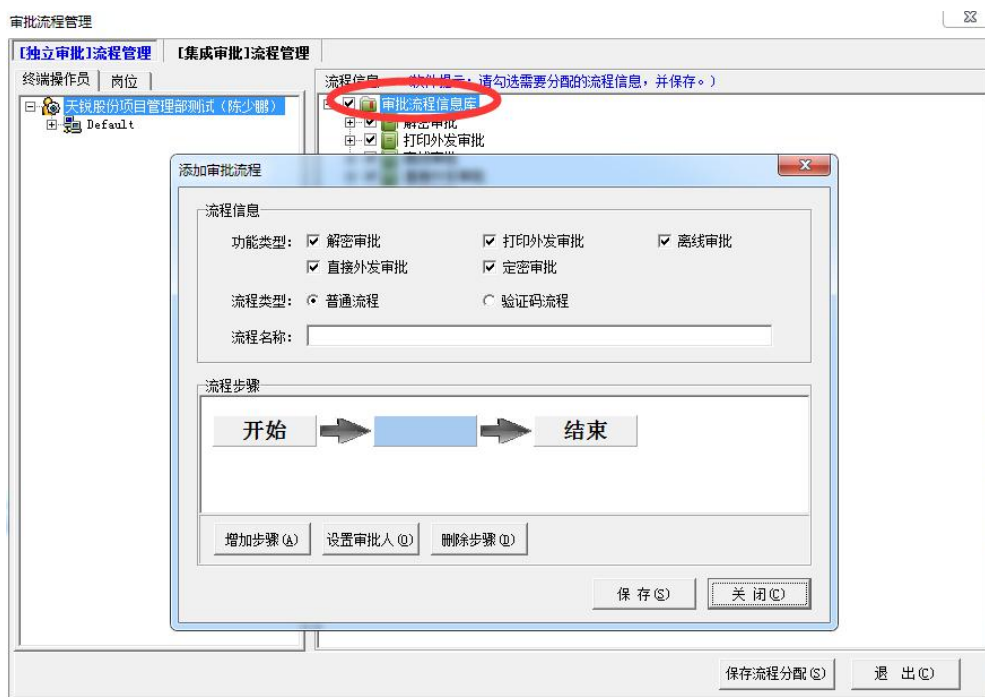 审批流程管理
[独立审批]流程管理 [集成审批]流程管理
终端操作员 岗位
流程信息 (软件提示：请勾选需要分配的流程信息，并保存。)
天锐股份项目管理部测试（陈少鹏）
Default
审批流程信息库
解密审批
打印外发审批
添加审批流程
流程信息
功能类型： 解密审批 打印外发审批 离线审批
直接外发审批 定密审批
流程类型： 普通流程 验证码流程
流程名称：
流程步骤
开始 结束
增加步骤(A) 设置审批人(O) 删除步骤(D)
保 存(S) 关 闭(C)
保存流程分配(S) 退 出(C)